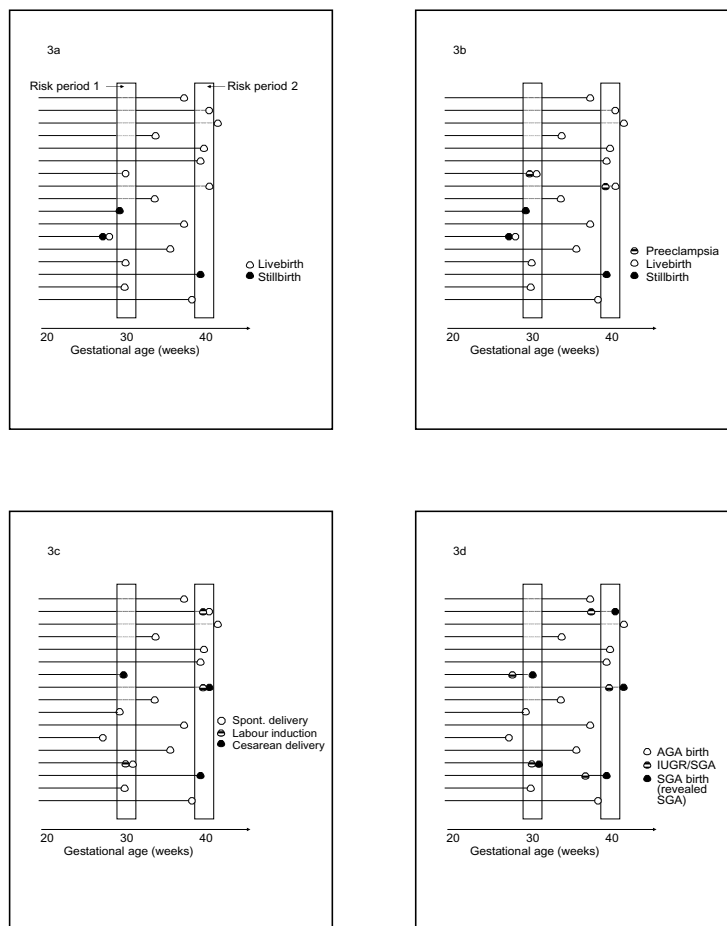 3a
Risk period 1
Risk period 2
Livebirth
Stillbirth
20 30 40
Gestational age (weeks)
3b
Preeclampsia
Livebirth
Stillbirth
20 30 40
Gestational age (weeks)
3c
Spont. delivery
Labour induction
Cesarean delivery
20 30 40
Gestational age (weeks)
3d
AGA birth
IUGR/SGA
SGA birth
(revealed
SGA)
20 30 40
Gestational age (weeks)